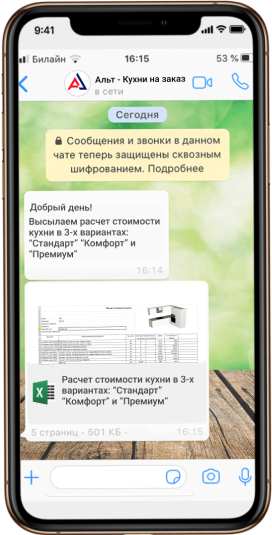 9:41
Билайн
16:15
53 %
Альт - Кухни на заказ
в сети
Сегодня
Сообщения и звонки в данном
чате теперь защищены сквозным
шифрованием. Подробнее
Добрый день!
Высылаем расчет стоимости
кухни в 3-х вариантах:
"Стандарт" "Комфорт" и
"Премиум"
16:14
Расчет стоимости кухни в 3-х
вариантах: "Стандарт"
"Комфорт" и "Премиум"
5 страниц - 501 КБ -
16:15